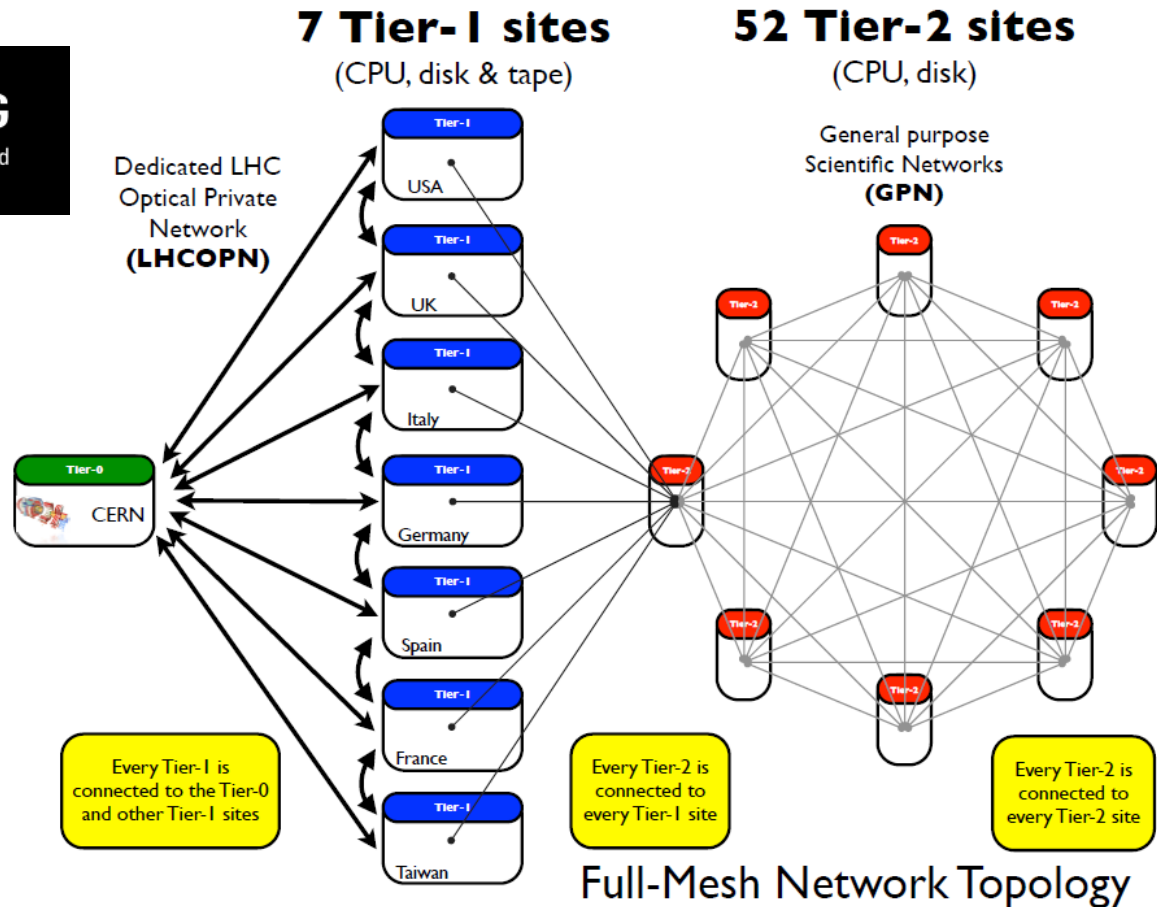 7 Tier-1 sites
(CPU, disk & tape)
52 Tier-2 sites
(CPU, disk)
G
d
Dedicated LHC
Optical Private
Network
(LHCOPN)
General purpose
Scientific Networks
(GPN)
Tier-1
USA
Tier-1
UK
Tier-1
Italy
Tier-1
Germany
Tier-1
Spain
Tier-1
France
Tier-1
Taiwan
Tier-0
CERN
Tier-2
Tier-2
Tier-2
Tier-2
Tier-2
Tier-2
Tier-2
Tier-2
Every Tier-1 is
connected to the Tier-0
and other Tier-1 sites
Every Tier-2 is
connected to
every Tier-1 site
Every Tier-2 is
connected to
every Tier-2 site
Full-Mesh Network Topology